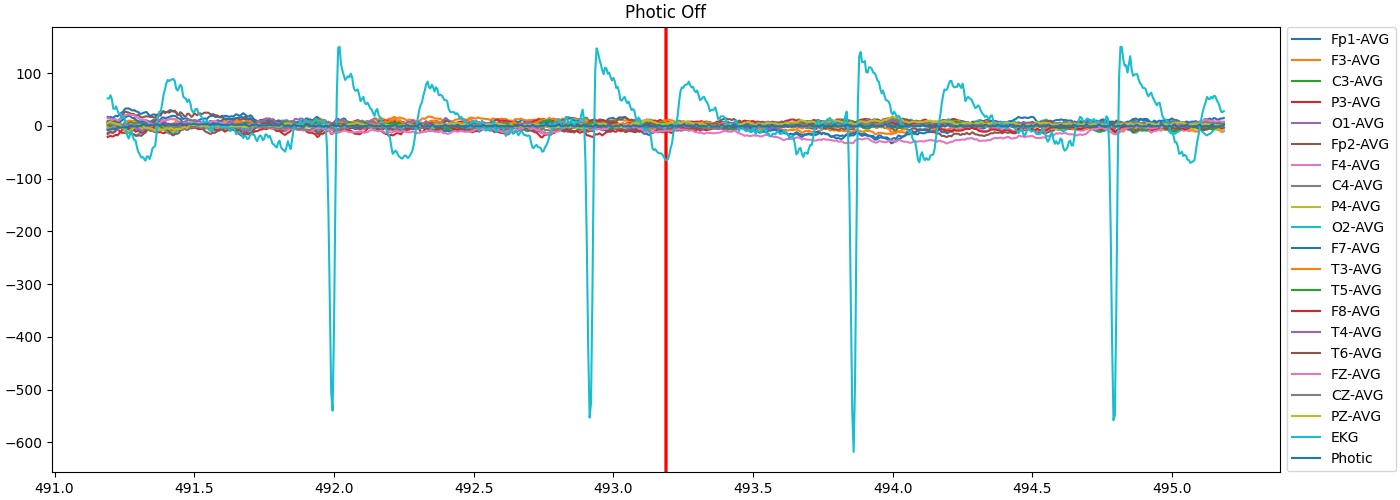 Photic Off
100
0
−100
−200
−300
−400
−500
−600
491.0 491.5 492.0 492.5 493.0 493.5 494.0 494.5 495.0
Fp1-AVG
F3-AVG
C3-AVG
P3-AVG
O1-AVG
Fp2-AVG
F4-AVG
C4-AVG
P4-AVG
O2-AVG
F7-AVG
T3-AVG
T5-AVG
F8-AVG
T4-AVG
T6-AVG
FZ-AVG
CZ-AVG
PZ-AVG
EKG
Photic